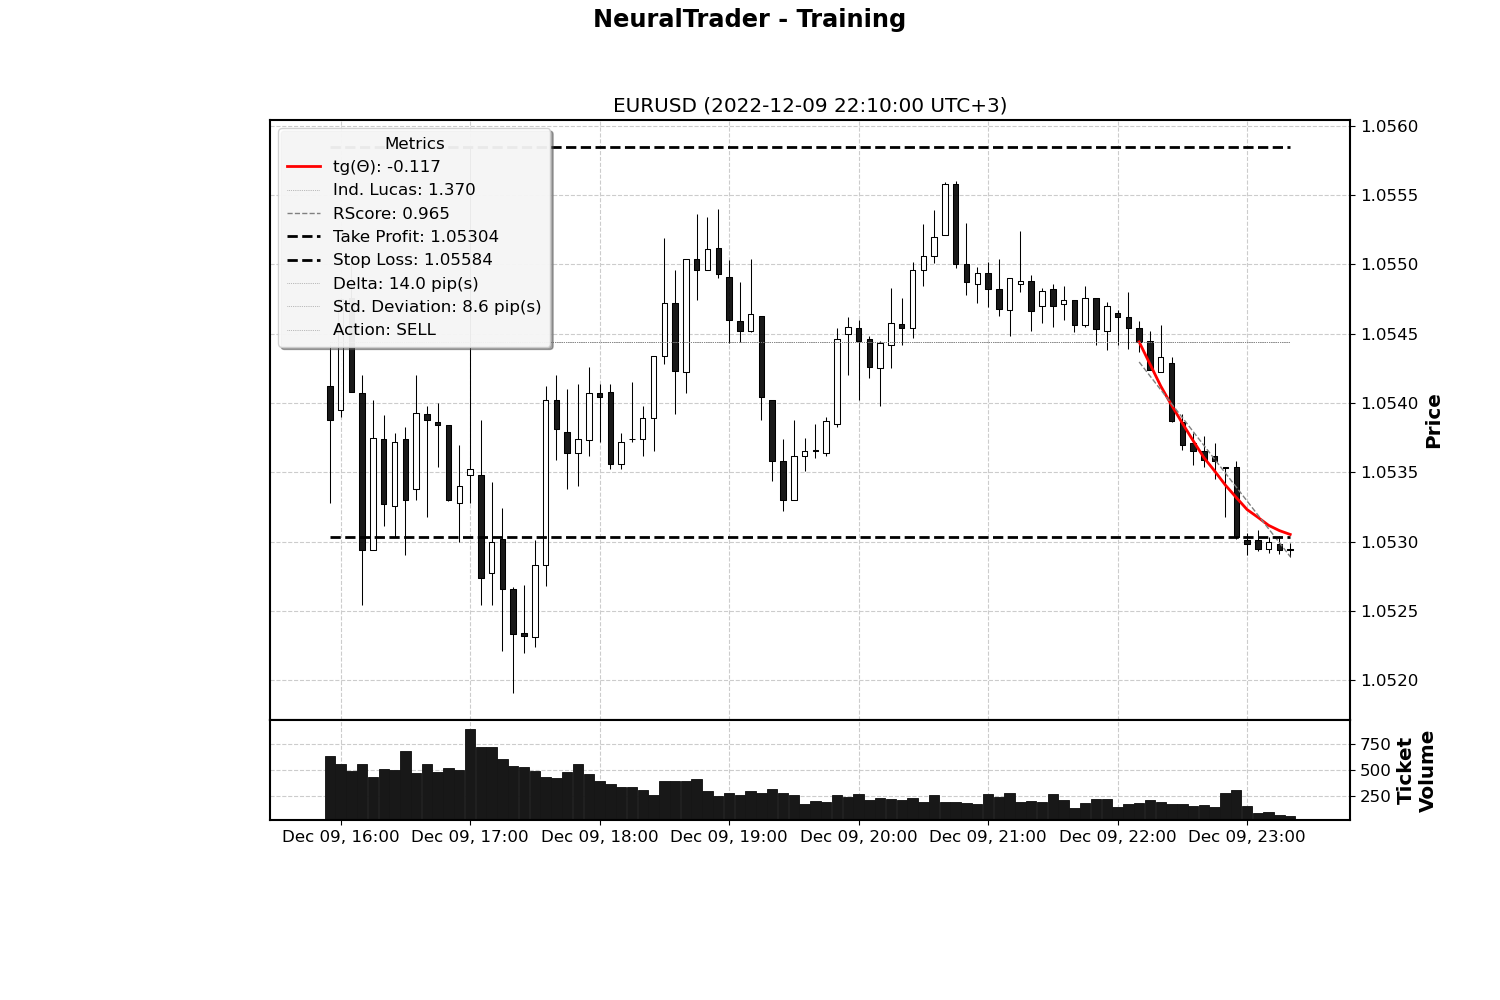 NeuralTrader - Training
EURUSD (2022-12-09 22:10:00 UTC+3)
Metrics
tg(Θ): -0.117
Ind. Lucas: 1.370
RScore: 0.965
Take Profit: 1.05304
Stop Loss: 1.05584
Delta: 14.0 pip(s)
Std. Deviation: 8.6 pip(s)
Action: SELL
1.0560
1.0555
1.0550
1.0545
1.0540
1.0535
1.0530
1.0525
1.0520
Price
750
500
250
Ticket
Volume
Dec 09, 16:00 Dec 09, 17:00 Dec 09, 18:00 Dec 09, 19:00 Dec 09, 20:00 Dec 09, 21:00 Dec 09, 22:00 Dec 09, 23:00